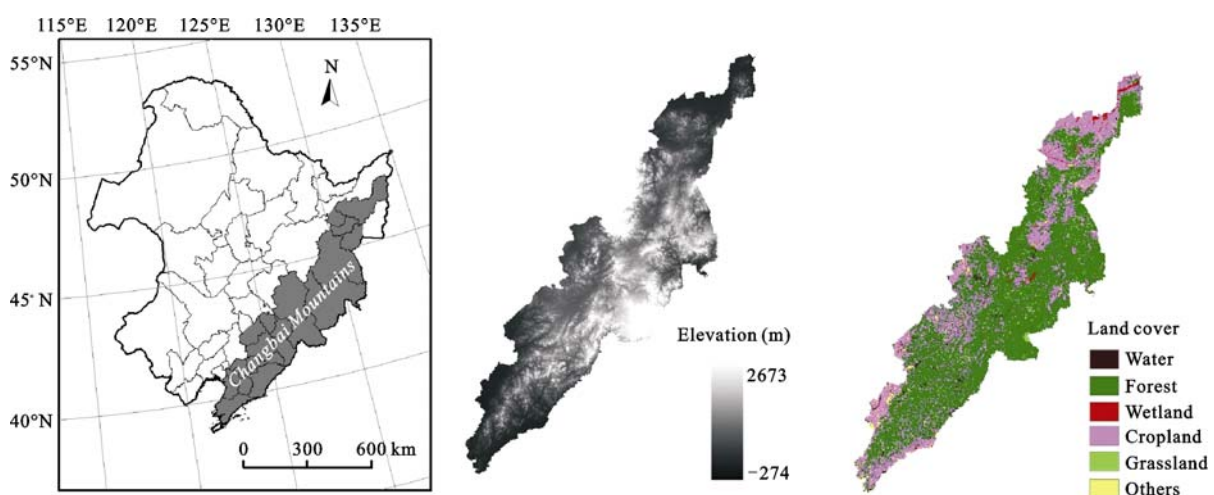 115°E 120°E 125°E 130°E 135°E
55°N
50°N
45°N
40°N
N
Changbai Mountains
0 300 600 km
Elevation (m)
2673
−274
Land cover
Water
Forest
Wetland
Cropland
Grassland
Others